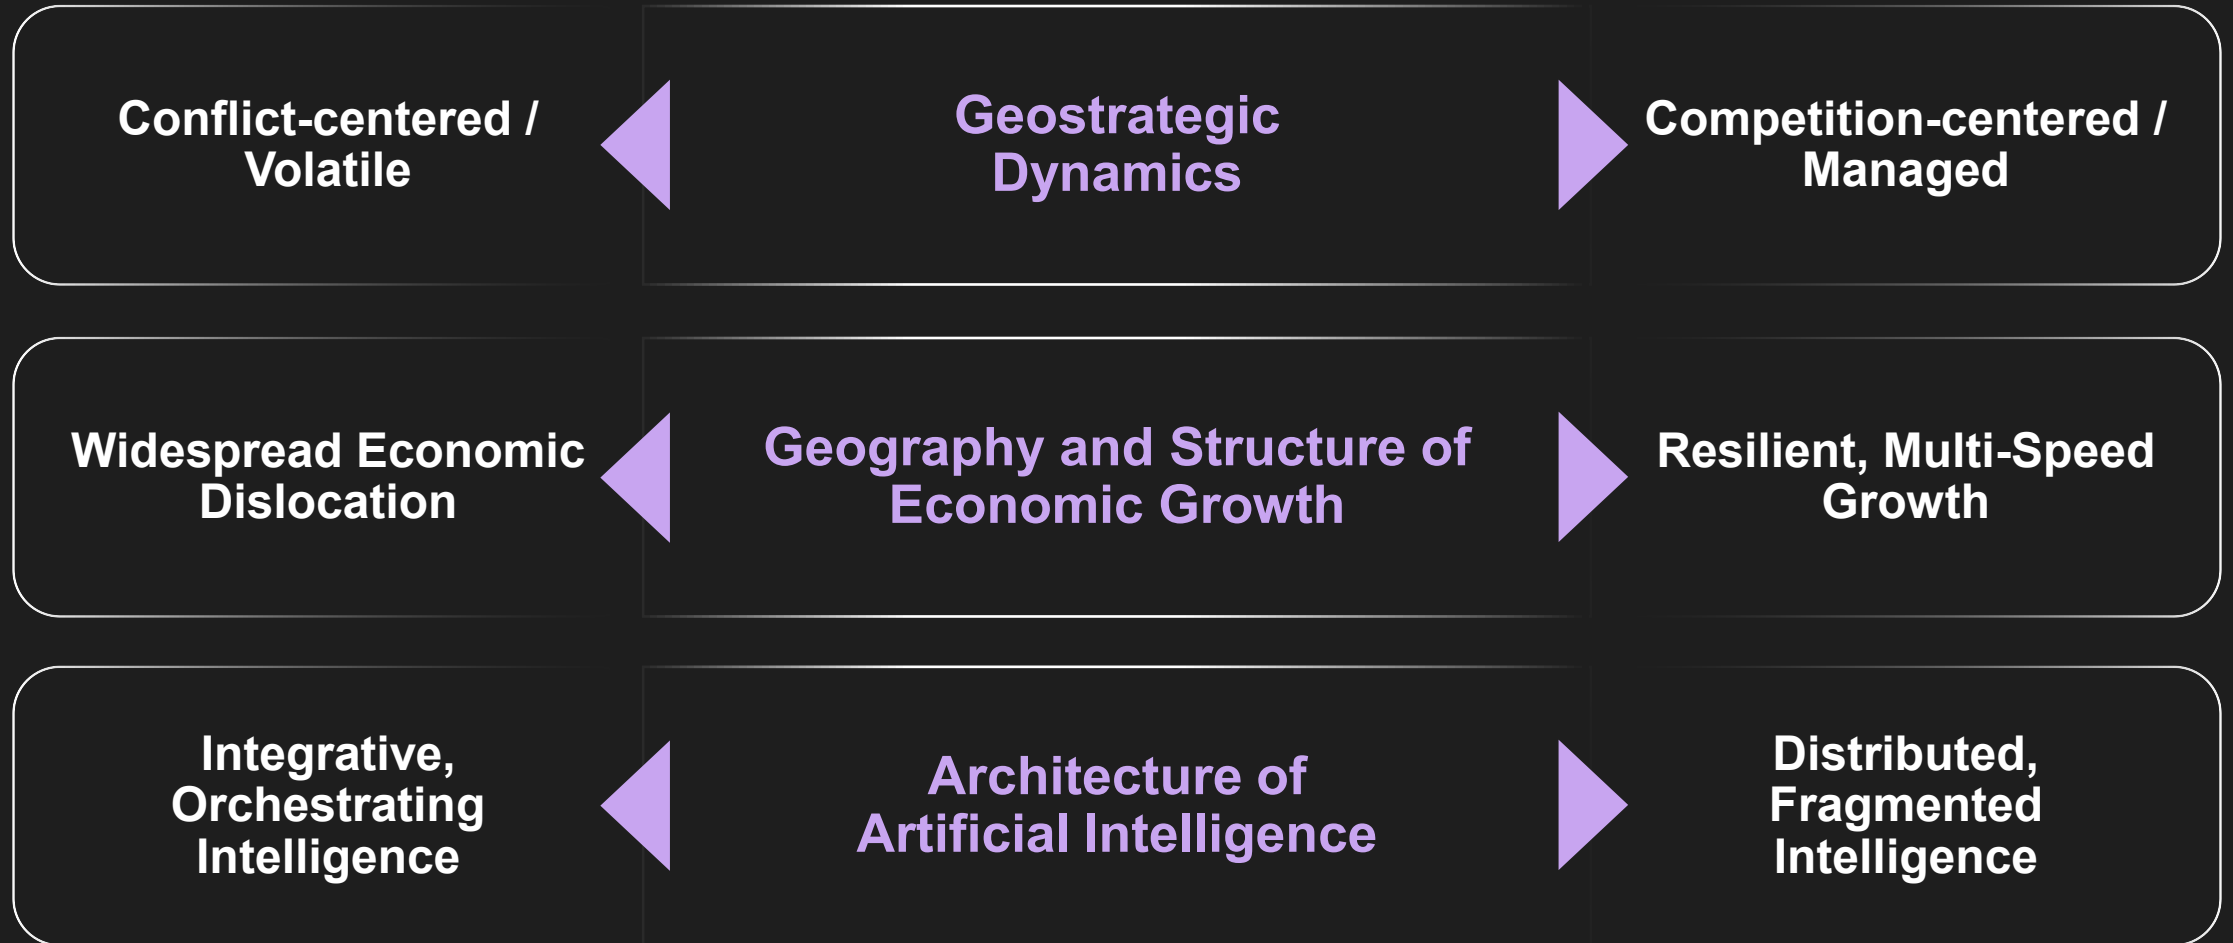 Conflict-centered /
Volatile
Geostrategic
Dynamics
Competition-centered /
Managed
Widespread Economic
Dislocation
Geography and Structure of
Economic Growth
Resilient, Multi-Speed
Growth
Integrative,
Orchestrating
Intelligence
Architecture of
Artificial Intelligence
Distributed,
Fragmented
Intelligence